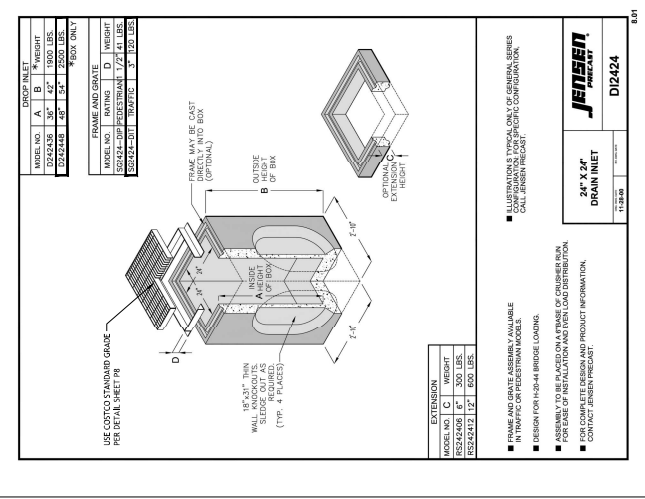 DROP INLET
MODEL NO. A B *WEIGHT
D242436 36" 42" 1900 LBS.
D242448 48" 54" 2500 LBS.
*BOX ONLY
FRAME AND GRATE
MODEL NO. RATING D WEIGHT
SG2424-DIP PEDESTRIAN 1 1/2" 41 LBS.
SG2424-DIT TRAFFIC 3" 120 LBS.
USE COSTCO STANDARD GRADE
PER DETAIL SHEET P8
D
24"
24"
FRAME MAY BE CAST
DIRECTLY INTO BOX
(OPTIONAL)
INSIDE
A HEIGHT
OF BOX
OUTSIDE
HEIGHT
B
OF BOX
18"x31" THIN
WALL KNOCKOUTS.
SLEDGE OUT AS
REQUIRED.
(TYP. 4 PLACES)
2'-10"
OPTIONAL
EXTENSION C
HEIGHT
EXTENSION
MODEL NO. C WEIGHT
RS242406 6" 300 LBS.
RS242412 12" 600 LBS.
■ FRAME AND GRATE ASSEMBLY AVALIABLE
IN TRAFFIC OR PEDESTRIAN MODELS.
■ DESIGN FOR H-20-44 BRIDGE LOADING.
■ ASSEMBLY TO BE PLACED ON A 6"BASE OF CRUSHER RUN
FOR EASE OF INSTALLATION AND EVEN LOAD DISTRIBUTION.
■ FOR COMPLETE DESIGN AND PRODUCT INFORMATION,
CONTACT JENSEN PRECAST.
■ ILLUSTRATION IS TYPICAL ONLY OF GENERAL SERIES
CONFIGURATION. FOR SPECIFIC CONFIGURATION,
CALL JENSEN PRECAST.
24" X 24"
DRAIN INLET
11-28-00
JENSEN
PRECAST
DI2424
8.01